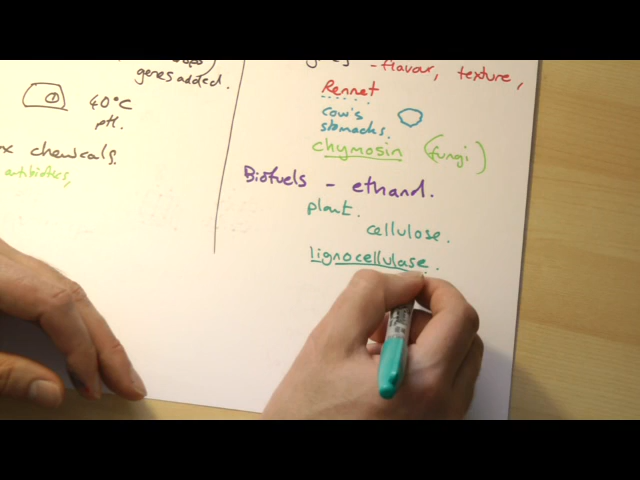 genes added.
40°C
pH.
chemicals.
antibiotics,
- flavour, texture,
Rennet
cow's
stomachs.
chymosin (fungi)
Biofuels - ethanol.
plant.
cellulose.
lignocellulase.